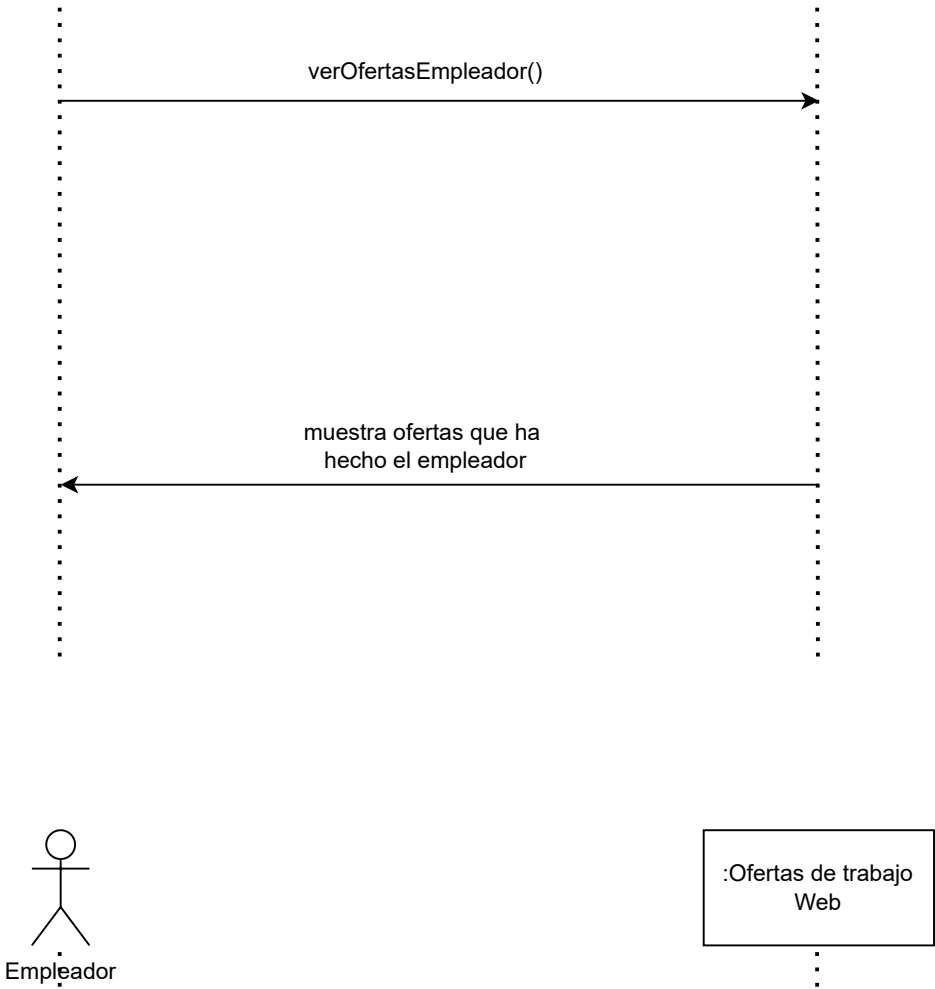 verOfertasEmpleador()
muestra ofertas que ha
hecho el empleador
:Ofertas de trabajo
Web
Empleador